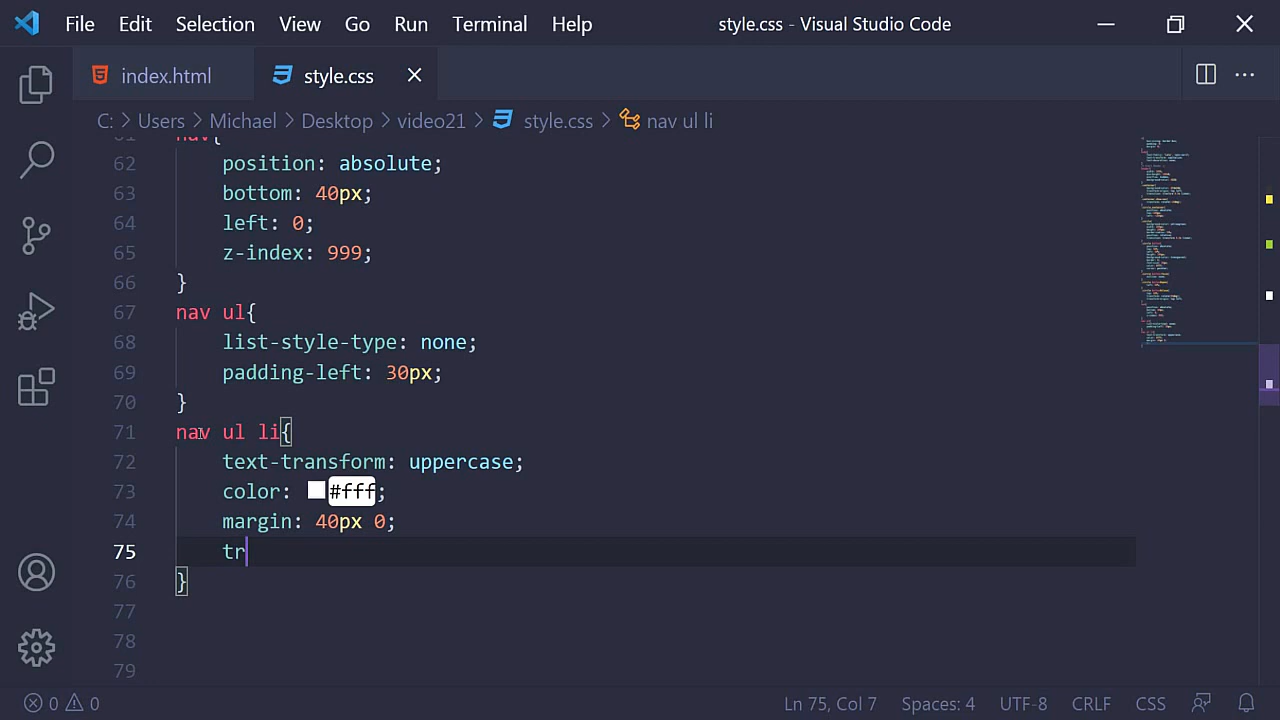 File Edit Selection View Go Run Terminal Help style.css - Visual Studio Code
index.html style.css
C: > Users > Michael > Desktop > video21 > style.css > nav ul li
61 nav{
62 position: absolute;
63 bottom: 40px;
64 left: 0;
65 z-index: 999;
66 }
67 nav ul{
68 list-style-type: none;
69 padding-left: 30px;
70 }
71 nav ul li{
72 text-transform: uppercase;
73 color: #fff;
74 margin: 40px 0;
75 tr
76 }
77
78
79
0 0 Ln 75, Col 7 Spaces: 4 UTF-8 CRLF CSS